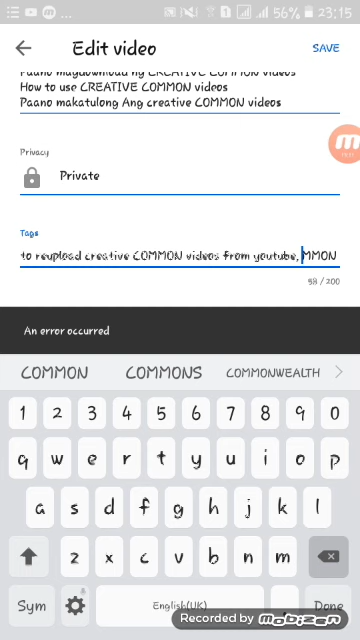 56% 23:15
Edit video
SAVE
Paano magdownload ng CREATIVE COMMON videos
How to use CREATIVE COMMON videos
Paano makatulong Ang creative COMMON videos
Privacy
Private
Tags
to reupload creative COMMON videos from youtube, MMON
98 / 200
An error occurred
COMMON COMMONS COMMONWEALTH
1 2 3 4 5 6 7 8 9 0
q w e r t y u i o p
a s d f g h j k l
z x c v b n m
Sym English(UK) . Done
Recorded by mobizen